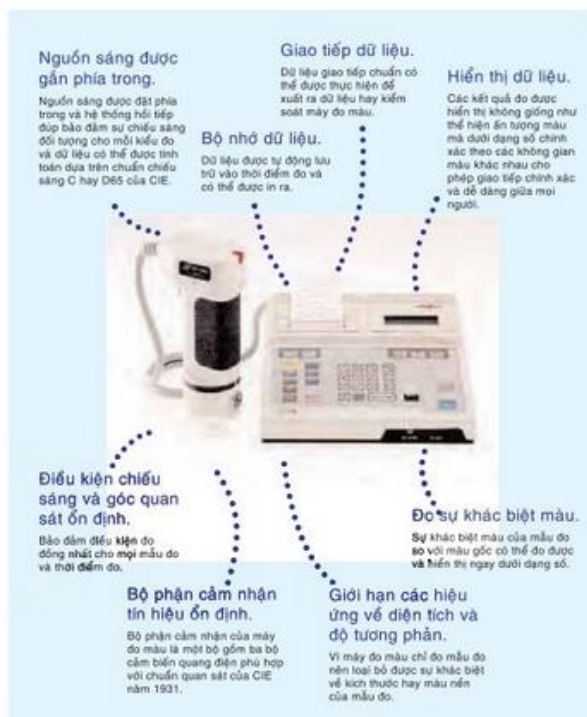 Nguồn sáng được
gắn phía trong.
Nguồn sáng được đặt phía
trong và hệ thống hồi tiếp
đúp bảo đảm sự chiếu sáng
đối tượng cho mỗi kiểu đo
và dữ liệu có thể được tính
toán dựa trên chuẩn chiếu
sáng C hay D65 của CIE.
Giao tiếp dữ liệu.
Dữ liệu giao tiếp chuẩn có
thể được thực hiện để
xuất ra dữ liệu hay kiểm
soát máy đo màu.
Bộ nhớ dữ liệu.
Dữ liệu được tự động lưu
trữ vào thời điểm đo và
có thể được in ra.
Hiển thị dữ liệu.
Các kết quả đo được
hiển thị không giống như
thể hiện ấn tượng màu
mà dưới dạng số chính
xác theo các không gian
màu khác nhau cho
phép giao tiếp chính xác
và dễ dàng giữa mọi
người.
Điều kiện chiếu
sáng và góc quan
sát ổn định.
Bảo đảm điều kiện đo
đồng nhất cho mọi mẫu đo
và thời điểm đo.
Bộ phận cảm nhận
tín hiệu ổn định.
Bộ phận cảm nhận của máy
đo màu là một bộ gồm ba bộ
cảm biến quang điện phù hợp
với chuẩn quan sát của CIE
năm 1931.
Giới hạn các hiệu
ứng về diện tích và
độ tương phản.
Vì máy đo màu chỉ đo mẫu đo
nên loại bỏ được sự khác biệt
về kích thước hay màu nền
của mẫu đo.
Đo sự khác biệt màu.
Sự khác biệt màu của mẫu đo
so với màu gốc có thể đo được
và hiển thị ngay dưới dạng số.